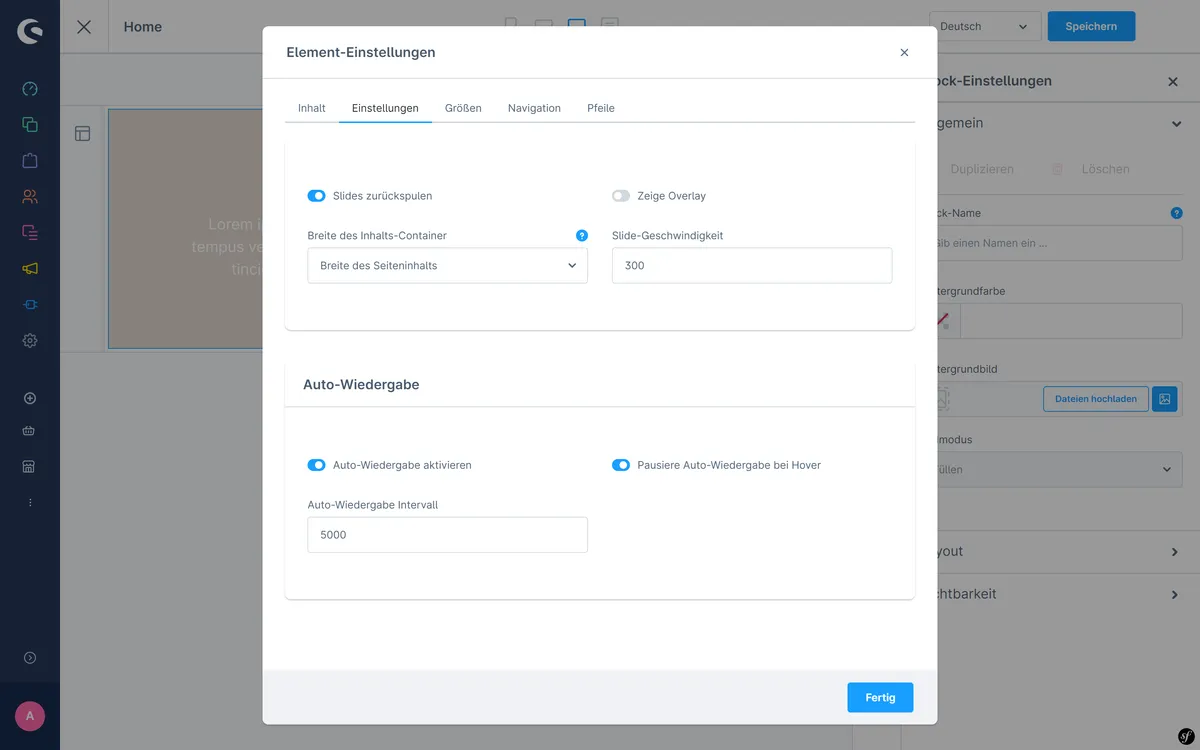 Home
Deutsch
Speichern
Element-Einstellungen
ock-Einstellungen
Inhalt
Einstellungen
Größen
Navigation
Pfeile
gemein
Duplizieren
Löschen
Slides zurückspulen
Zeige Overlay
ck-Name
?
Gib einen Namen ein ...
Breite des Inhalts-Container
?
Slide-Geschwindigkeit
Breite des Seiteninhalts
300
Lorem i
tempus ve
tinci
tergrundfarbe
tergrundbild
Dateien hochladen
Auto-Wiedergabe
modus
üllen
Auto-Wiedergabe aktivieren
Pausiere Auto-Wiedergabe bei Hover
Auto-Wiedergabe Intervall
5000
yout
chtbarkeit
Fertig
A
sf